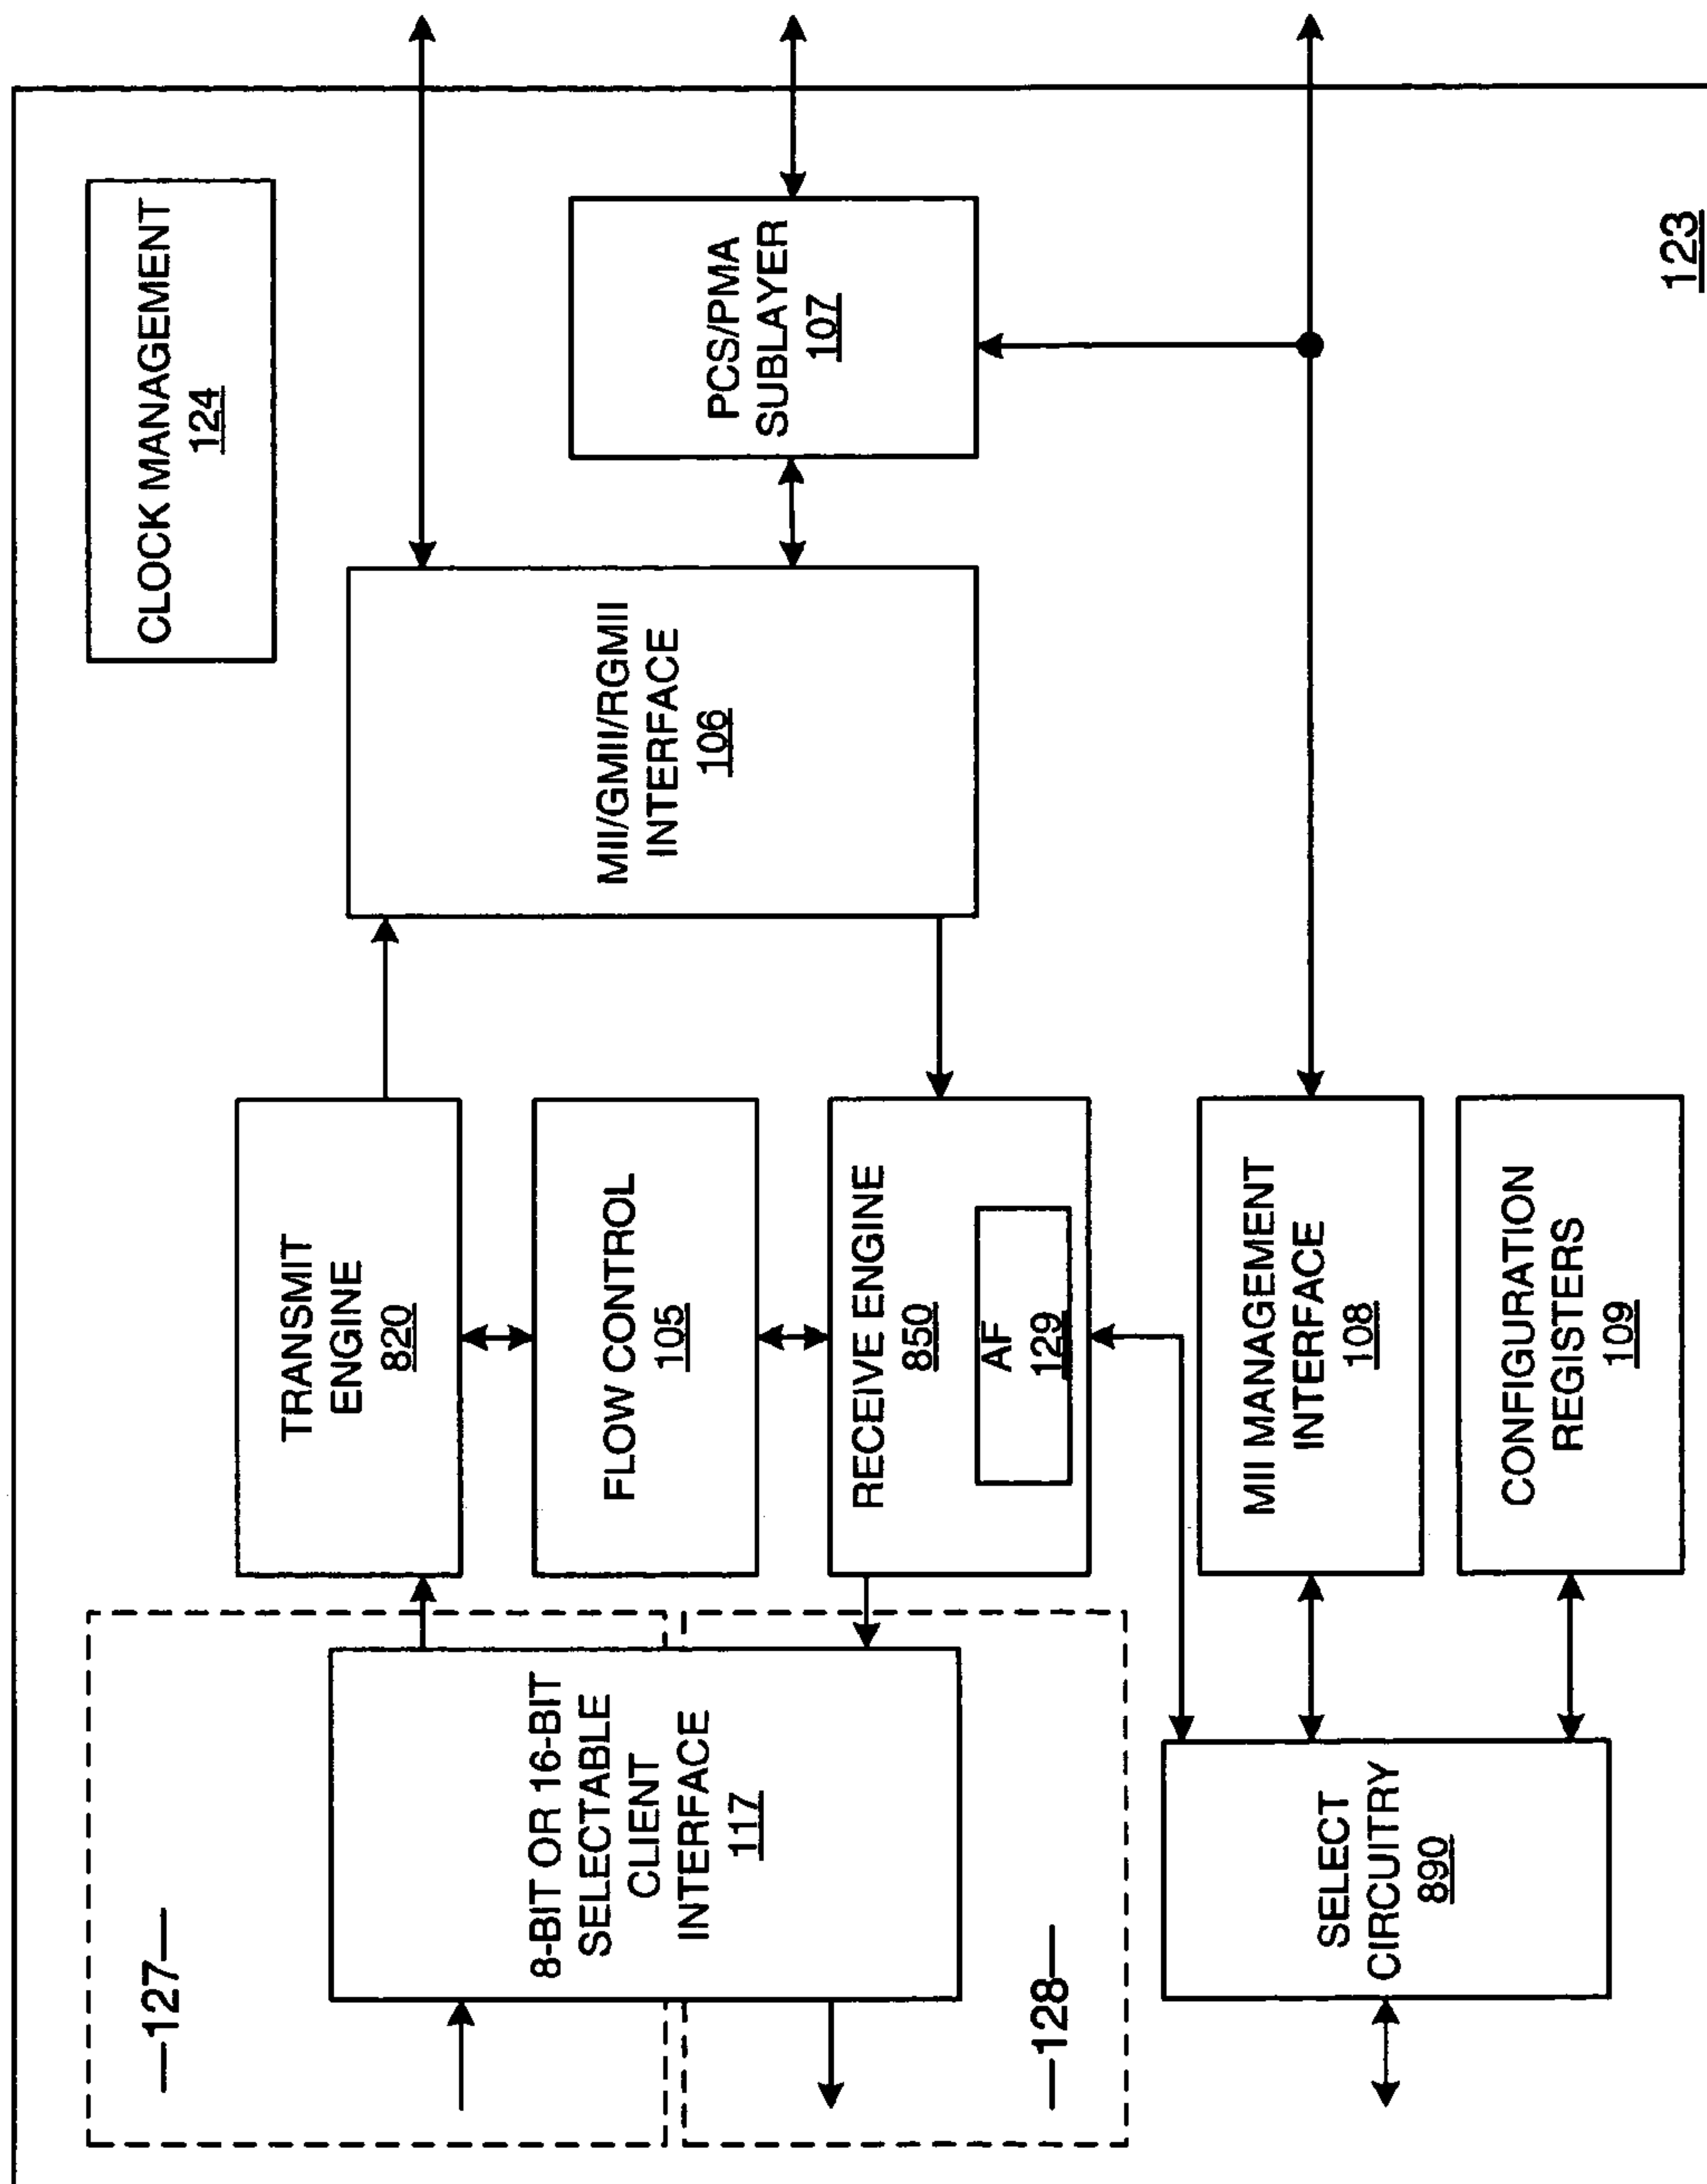 —127—
8-BIT OR 16-BIT
SELECTABLE
CLIENT
INTERFACE
117
—128—
TRANSMIT
ENGINE
820
FLOW CONTROL
105
RECEIVE ENGINE
850
AF
129
MII/GMII/RGMII
INTERFACE
106
CLOCK MANAGEMENT
124
PCS/PMA
SUBLAYER
107
SELECT
CIRCUITRY
890
MII MANAGEMENT
INTERFACE
108
CONFIGURATION
REGISTERS
109
123